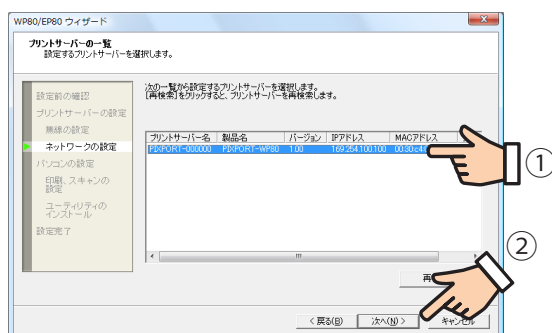 WP80/EP80 ウィザード
プリントサーバーの一覧
設定するプリントサーバーを選択します。
設定前の確認
プリントサーバーの設定
無線の設定
ネットワークの設定
パソコンの設定
印刷、スキャンの
設定
ユーティリティの
インストール
設定完了
次の一覧から設定するプリントサーバーを選択します。
[再検索]をクリックすると、プリントサーバーを再検索します。
プリントサーバー名 製品名 バージョン IPアドレス MACアドレス
PIXPORT-000000 PIXPORT-WP80 1.00 169.254.100.100 00:30:c4:
①
②
再
< 戻る(B) 次へ(N) > キャンセル